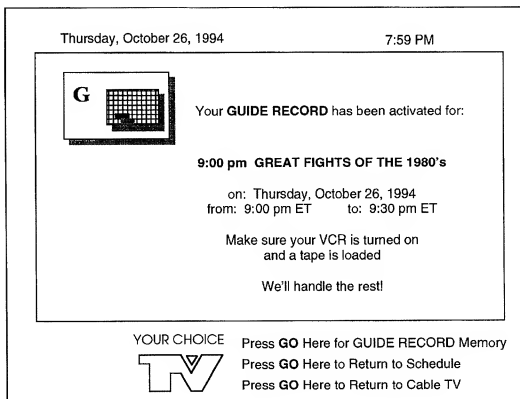 Thursday, October 26, 1994 7:59 PM
G
Your GUIDE RECORD has been activated for:
9:00 pm GREAT FIGHTS OF THE 1980's
on: Thursday, October 26, 1994
from: 9:00 pm ET to: 9:30 pm ET
Make sure your VCR is turned on
and a tape is loaded
We'll handle the rest!
YOUR CHOICE
TV
Press GO Here for GUIDE RECORD Memory
Press GO Here to Return to Schedule
Press GO Here to Return to Cable TV